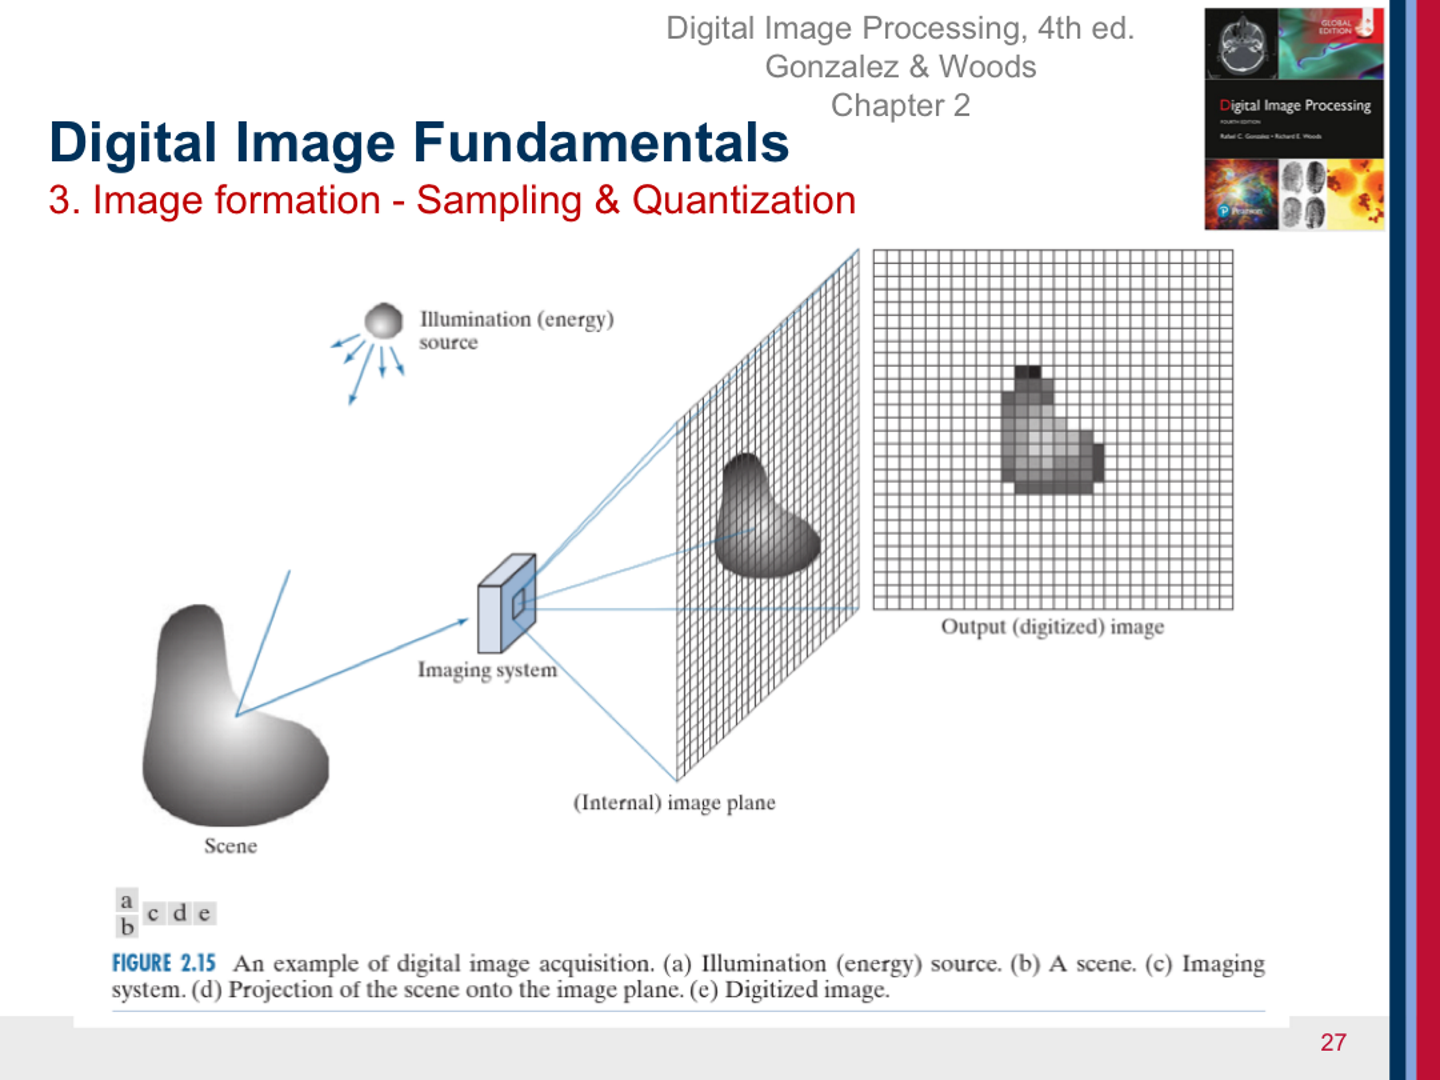 Digital Image Processing, 4th ed.
Gonzalez & Woods
Chapter 2
GLOBAL
EDITION
Digital Image Processing
FOURTH EDITION
Rafael C. Gonzalez • Richard E. Woods
Pearson
Digital Image Fundamentals
3. Image formation - Sampling & Quantization
Illumination (energy)
source
Output (digitized) image
Imaging system
(Internal) image plane
Scene
a
b
c d e
FIGURE 2.15 An example of digital image acquisition. (a) Illumination (energy) source. (b) A scene. (c) Imaging
system. (d) Projection of the scene onto the image plane. (e) Digitized image.
27